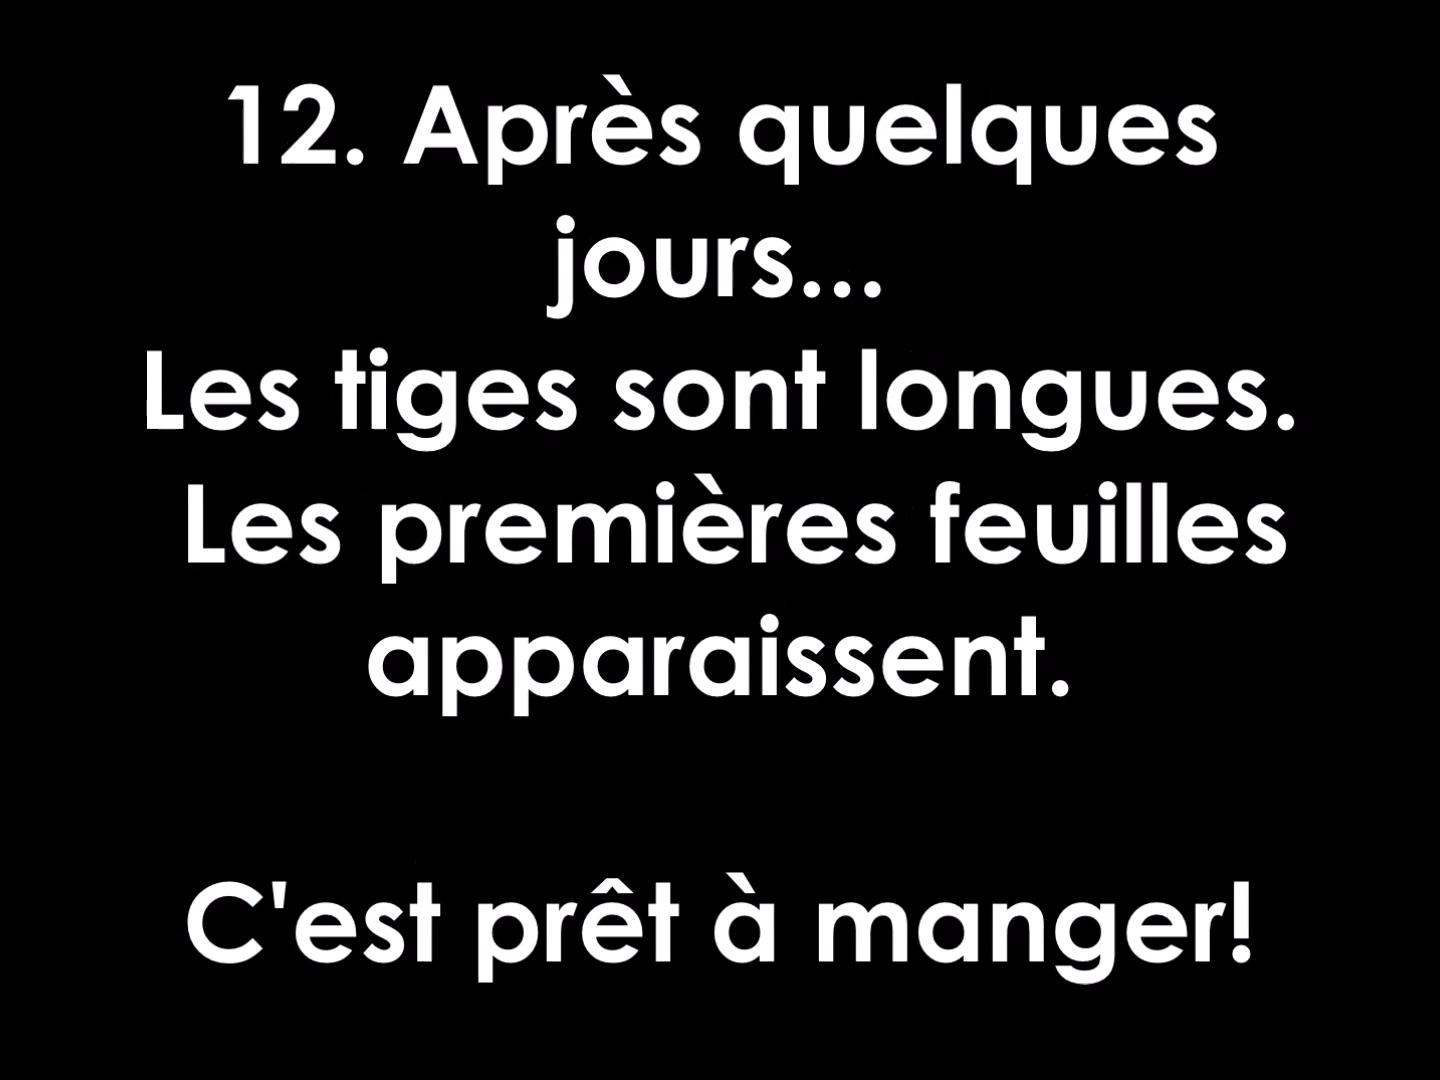 12. Après quelques
jours...
Les tiges sont longues.
Les premières feuilles
apparaissent.
C'est prêt à manger!